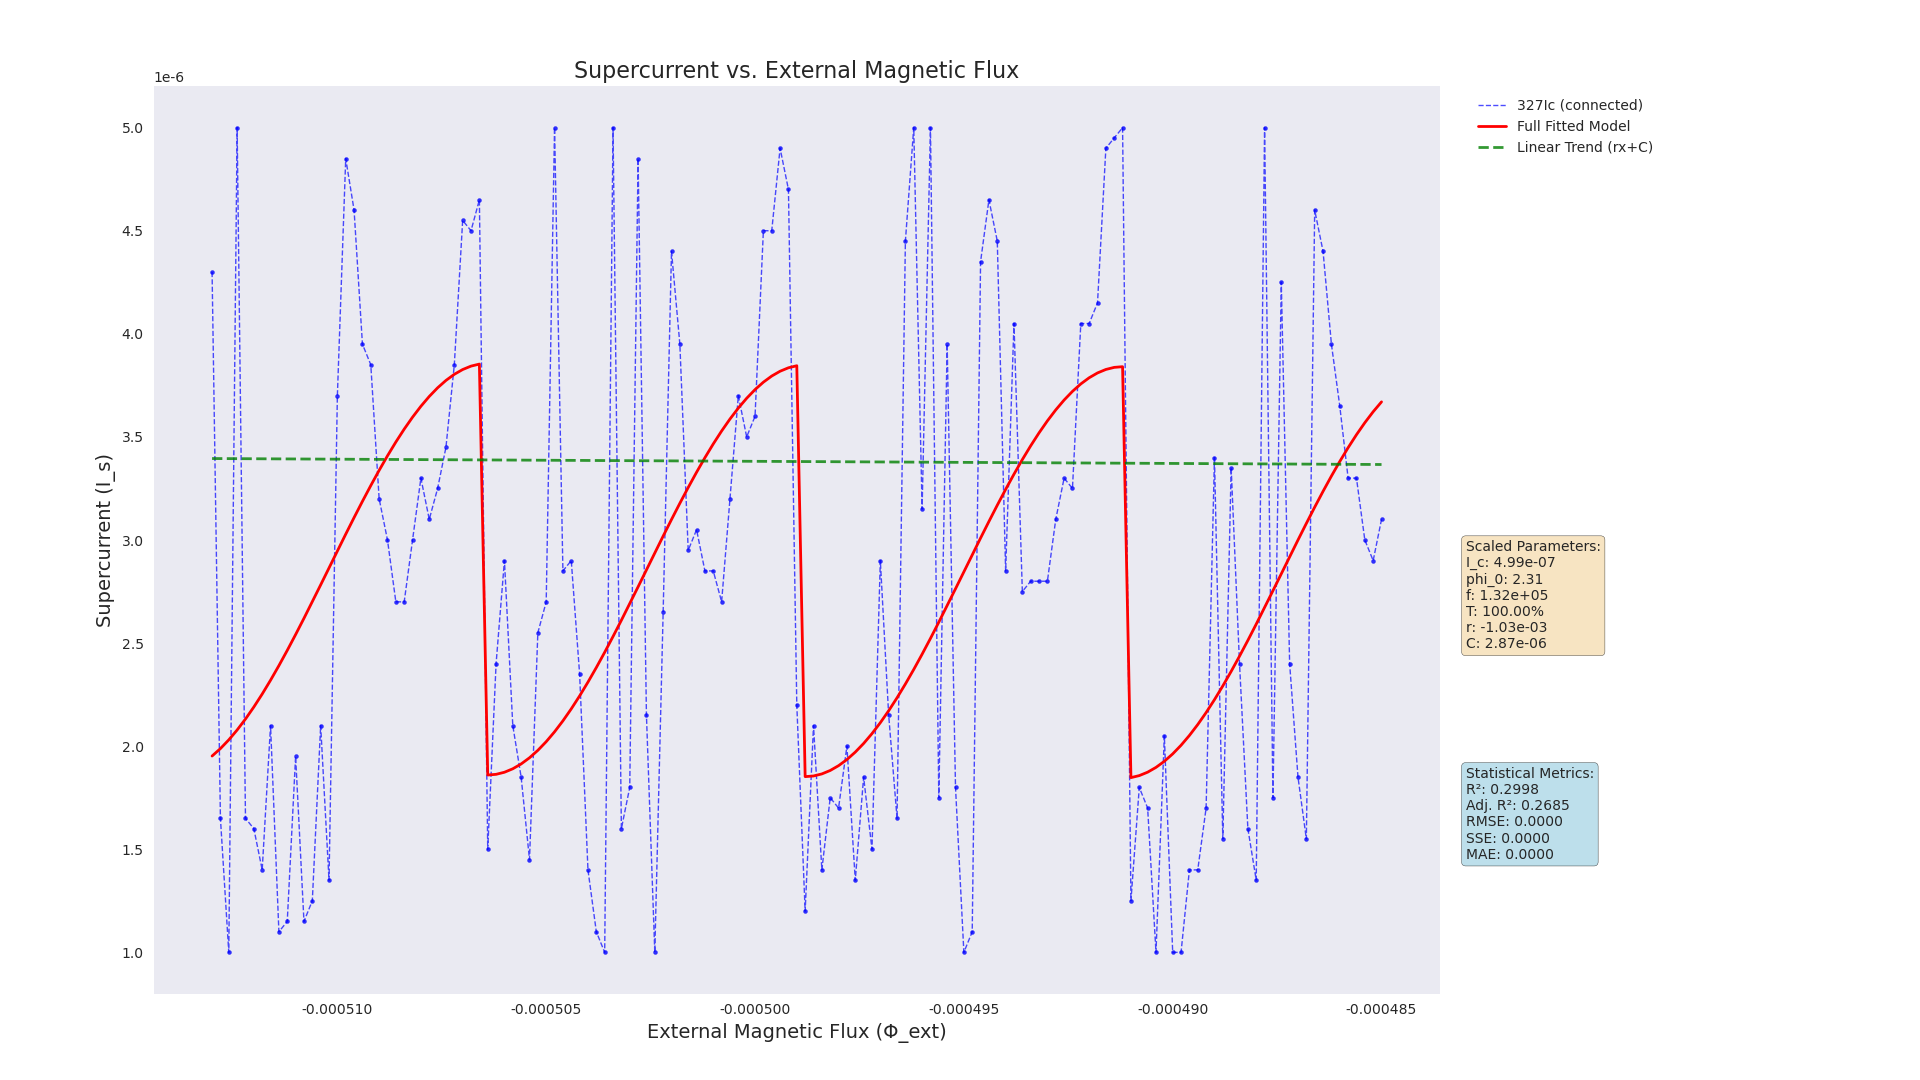 Supercurrent vs. External Magnetic Flux
1e-6
5.0
4.5
4.0
3.5
3.0
2.5
2.0
1.5
1.0
Supercurrent (I_s)
-0.000510
-0.000505
-0.000500
-0.000495
-0.000490
-0.000485
External Magnetic Flux (Φ_ext)
327Ic (connected)
Full Fitted Model
Linear Trend (rx+C)
Scaled Parameters:
I_c: 4.99e-07
phi_0: 2.31
f: 1.32e+05
T: 100.00%
r: -1.03e-03
C: 2.87e-06
Statistical Metrics:
R²: 0.2998
Adj. R²: 0.2685
RMSE: 0.0000
SSE: 0.0000
MAE: 0.0000